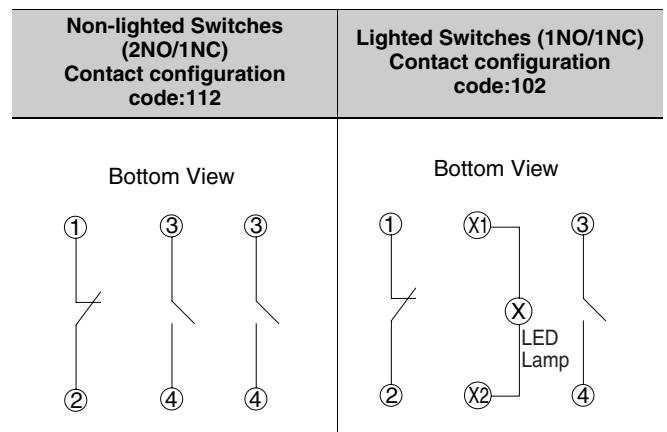 Non-lighted Switches
(2NO/1NC)
Contact configuration
code:112
Lighted Switches (1NO/1NC)
Contact configuration
code:102
Bottom View
1 3 3
2 4 4
Bottom View
1 X1 3
X
LED
Lamp
2 X2 4